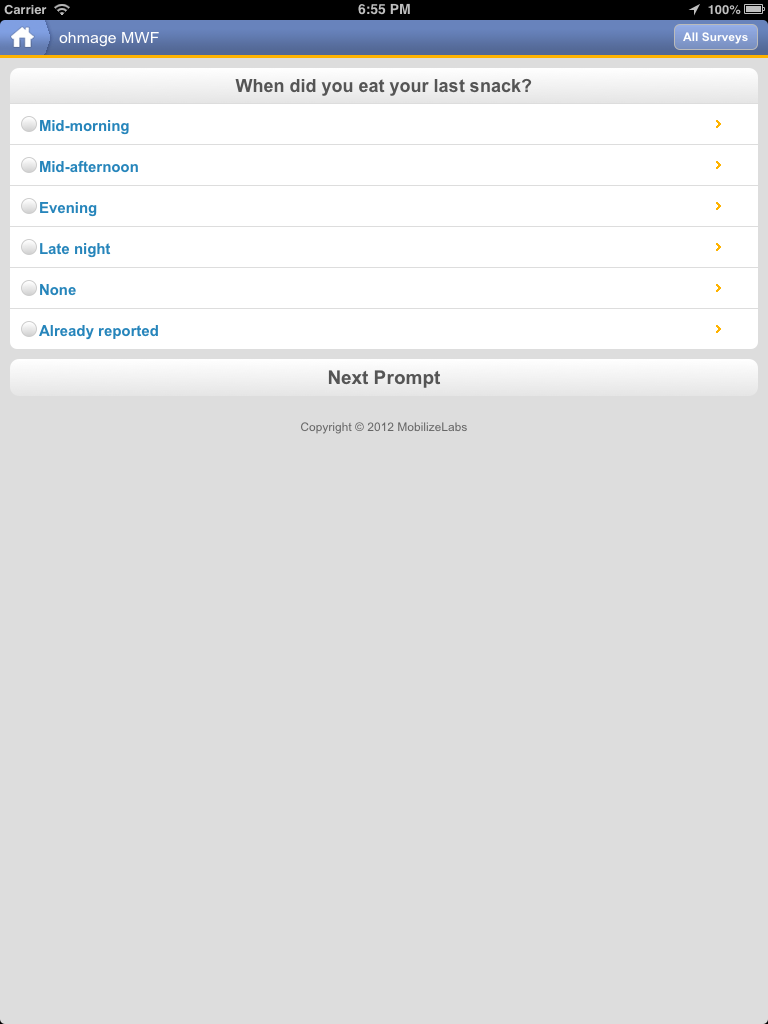 Carrier 6:55 PM 100%
ohmage MWF All Surveys
When did you eat your last snack?
Mid-morning
Mid-afternoon
Evening
Late night
None
Already reported
Next Prompt
Copyright © 2012 MobilizeLabs